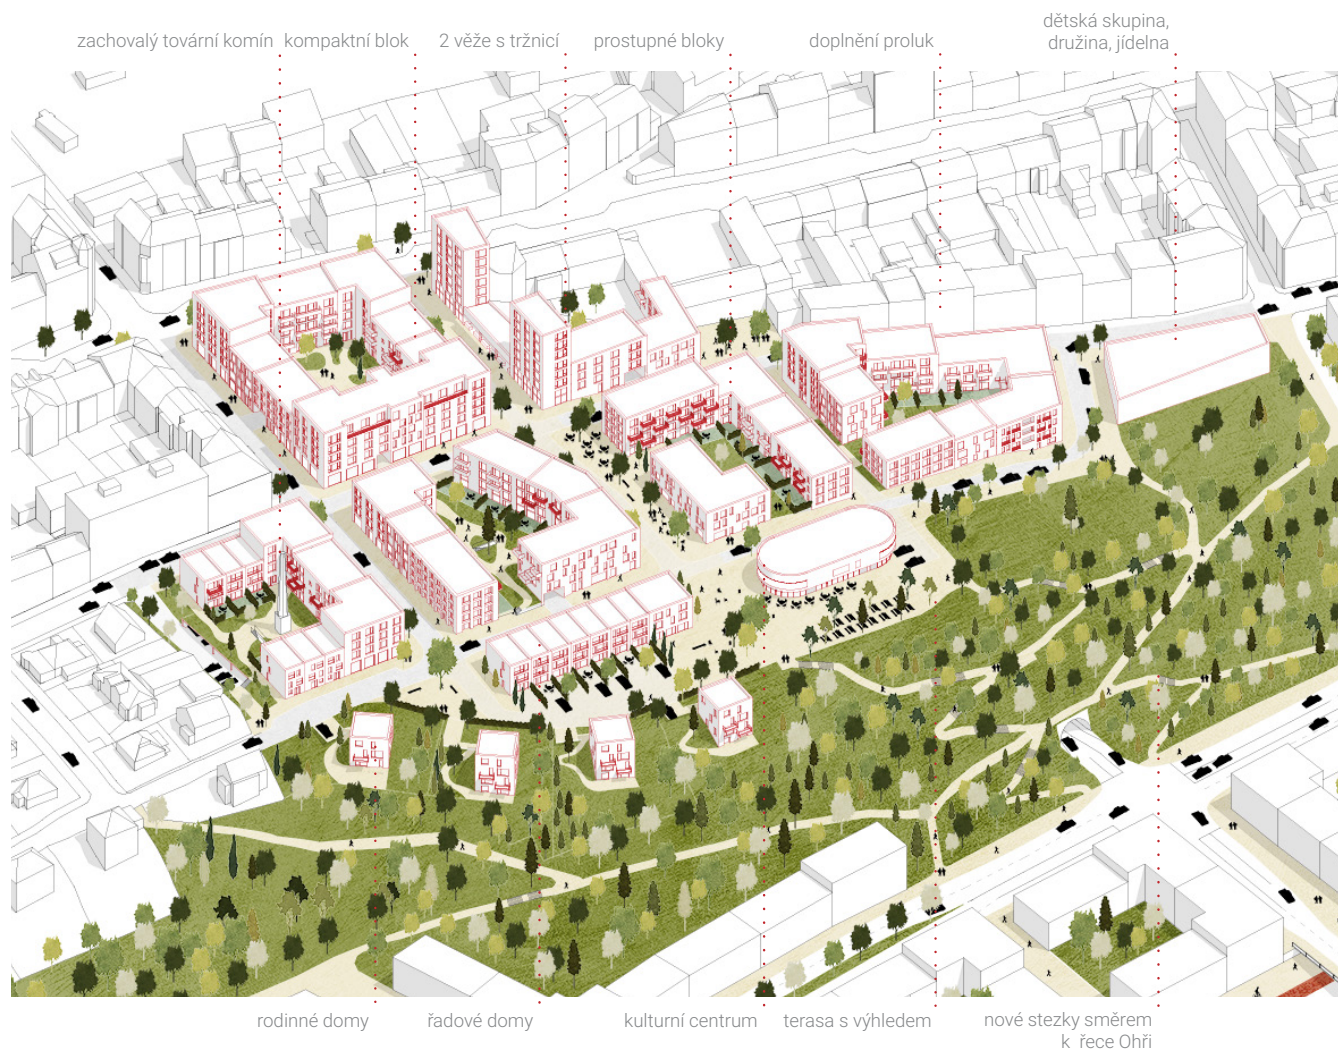 zachovalý tovární komín
kompaktní blok
2 věže s tržnicí
prostupné bloky
doplnění proluk
dětská skupina,
družina, jídelna
rodinné domy
řadové domy
kulturní centrum
terasa s výhledem
nové stezky směrem
k řece Ohři